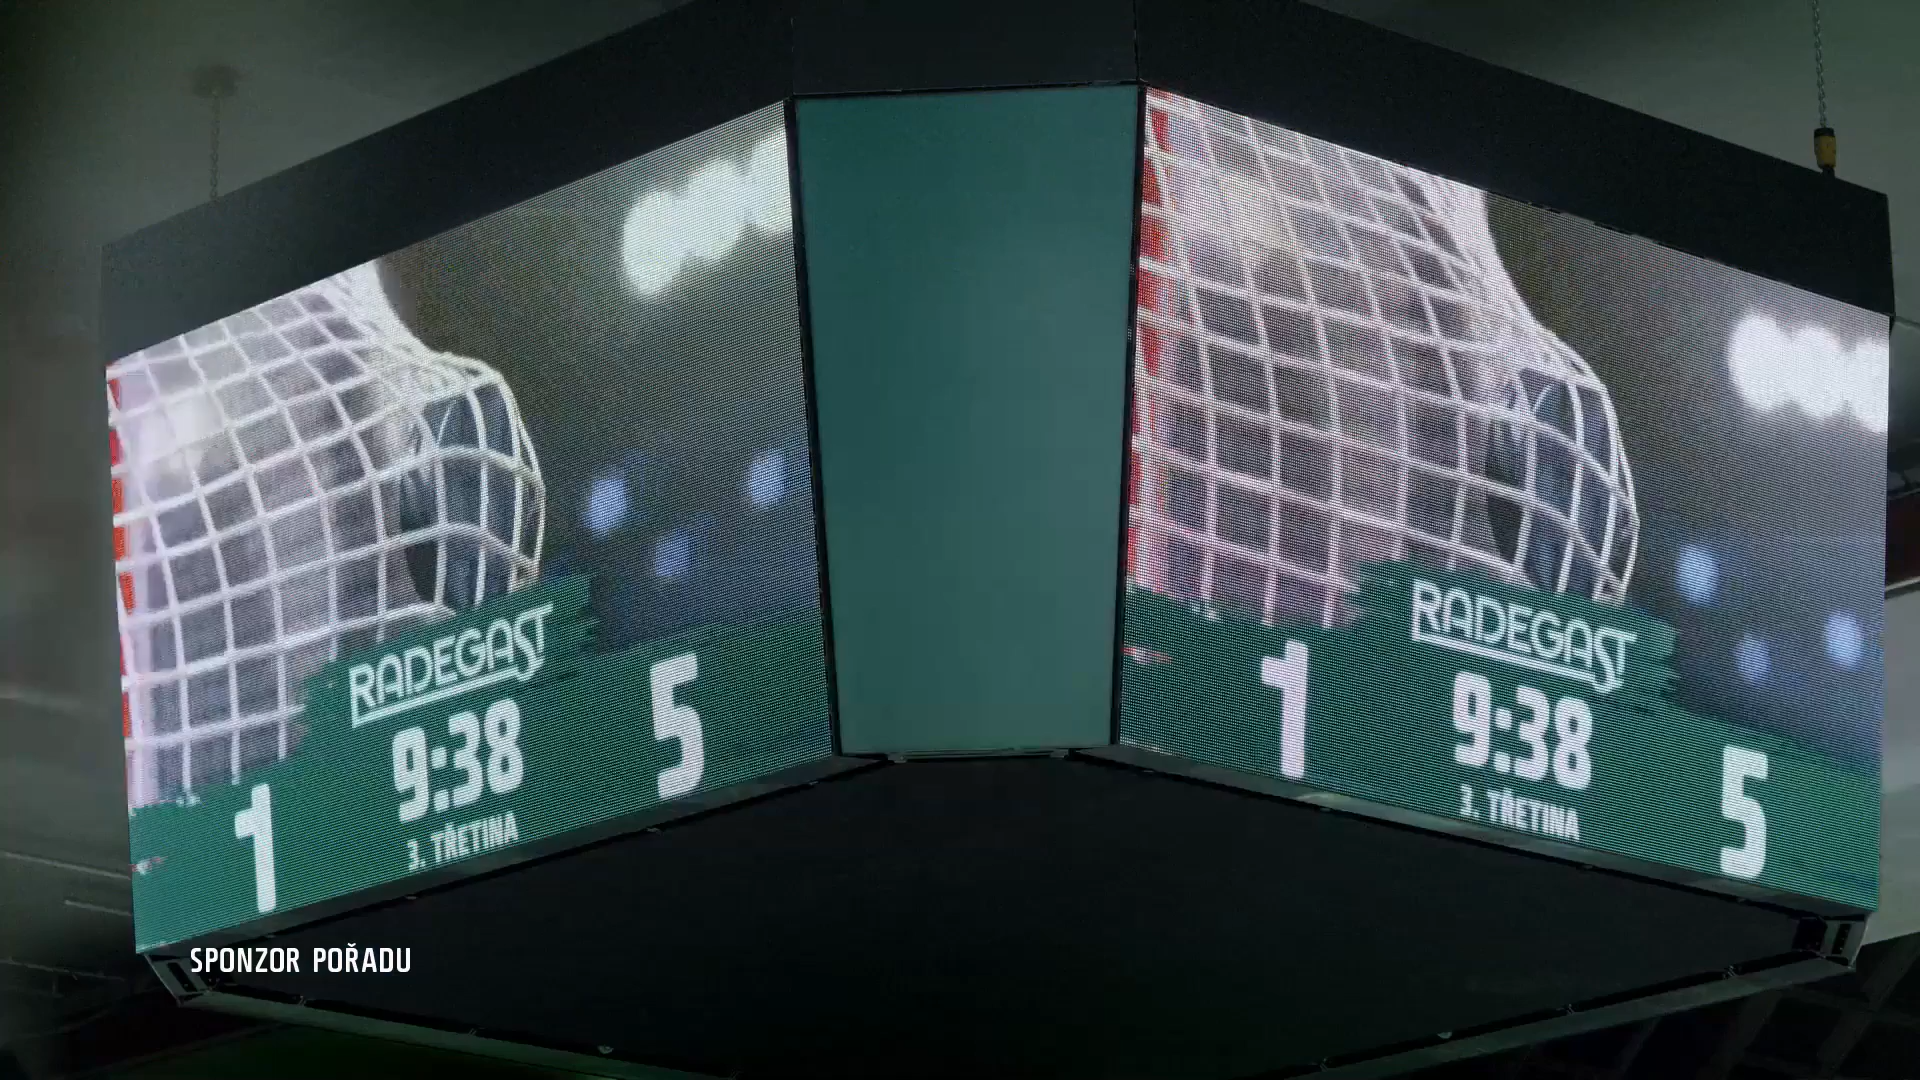 RADEGAST
1 9:38 5
3. TŘETINA
RADEGAST
1 9:38 5
3. TŘETINA
SPONZOR POŘADU